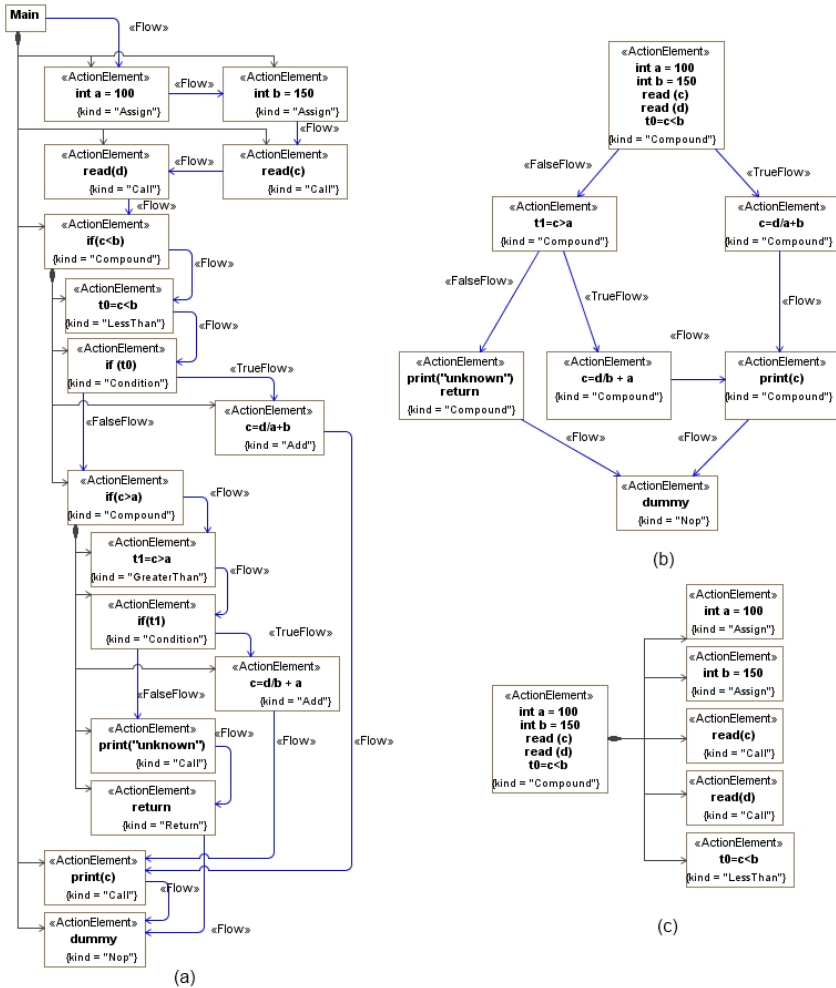 Main
«Flow»
«ActionElement»
int a = 100
{kind = "Assign"}
«Flow»
«ActionElement»
int b = 150
{kind = "Assign"}
«Flow»
«ActionElement»
read(d)
{kind = "Call"}
«Flow»
«ActionElement»
read(c)
{kind = "Call"}
«Flow»
«ActionElement»
if(c<b)
{kind = "Compound"}
«Flow»
«ActionElement»
t0=c<b
{kind = "LessThan"}
«Flow»
«ActionElement»
if (t0)
{kind = "Condition"}
«TrueFlow»
«FalseFlow»
«ActionElement»
c=d/a+b
{kind = "Add"}
«ActionElement»
if(c>a)
{kind = "Compound"}
«Flow»
«ActionElement»
t1=c>a
{kind = "GreaterThan"}
«Flow»
«ActionElement»
if(t1)
{kind = "Condition"}
«TrueFlow»
«FalseFlow»
«ActionElement»
c=d/b + a
{kind = "Add"}
«ActionElement»
print("unknown")
{kind = "Call"}
«Flow»
«Flow»
«Flow»
«ActionElement»
return
{kind = "Return"}
«ActionElement»
print(c)
{kind = "Call"}
«Flow»
«ActionElement»
dummy
{kind = "Nop"}
«Flow»
(a)
«ActionElement»
int a = 100
int b = 150
read (c)
read (d)
t0=c<b
{kind = "Compound"}
«FalseFlow»
«TrueFlow»
«ActionElement»
t1=c>a
{kind = "Compound"}
«ActionElement»
c=d/a+b
{kind = "Compound"}
«FalseFlow»
«TrueFlow»
«Flow»
«ActionElement»
print("unknown")
return
{kind = "Compound"}
«ActionElement»
c=d/b + a
{kind = "Compound"}
«Flow»
«ActionElement»
print(c)
{kind = "Compound"}
«Flow»
«Flow»
«ActionElement»
dummy
{kind = "Nop"}
(b)
«ActionElement»
int a = 100
int b = 150
read (c)
read (d)
t0=c<b
{kind = "Compound"}
«ActionElement»
int a = 100
{kind = "Assign"}
«ActionElement»
int b = 150
{kind = "Assign"}
«ActionElement»
read(c)
{kind = "Call"}
«ActionElement»
read(d)
{kind = "Call"}
«ActionElement»
t0=c<b
{kind = "LessThan"}
(c)